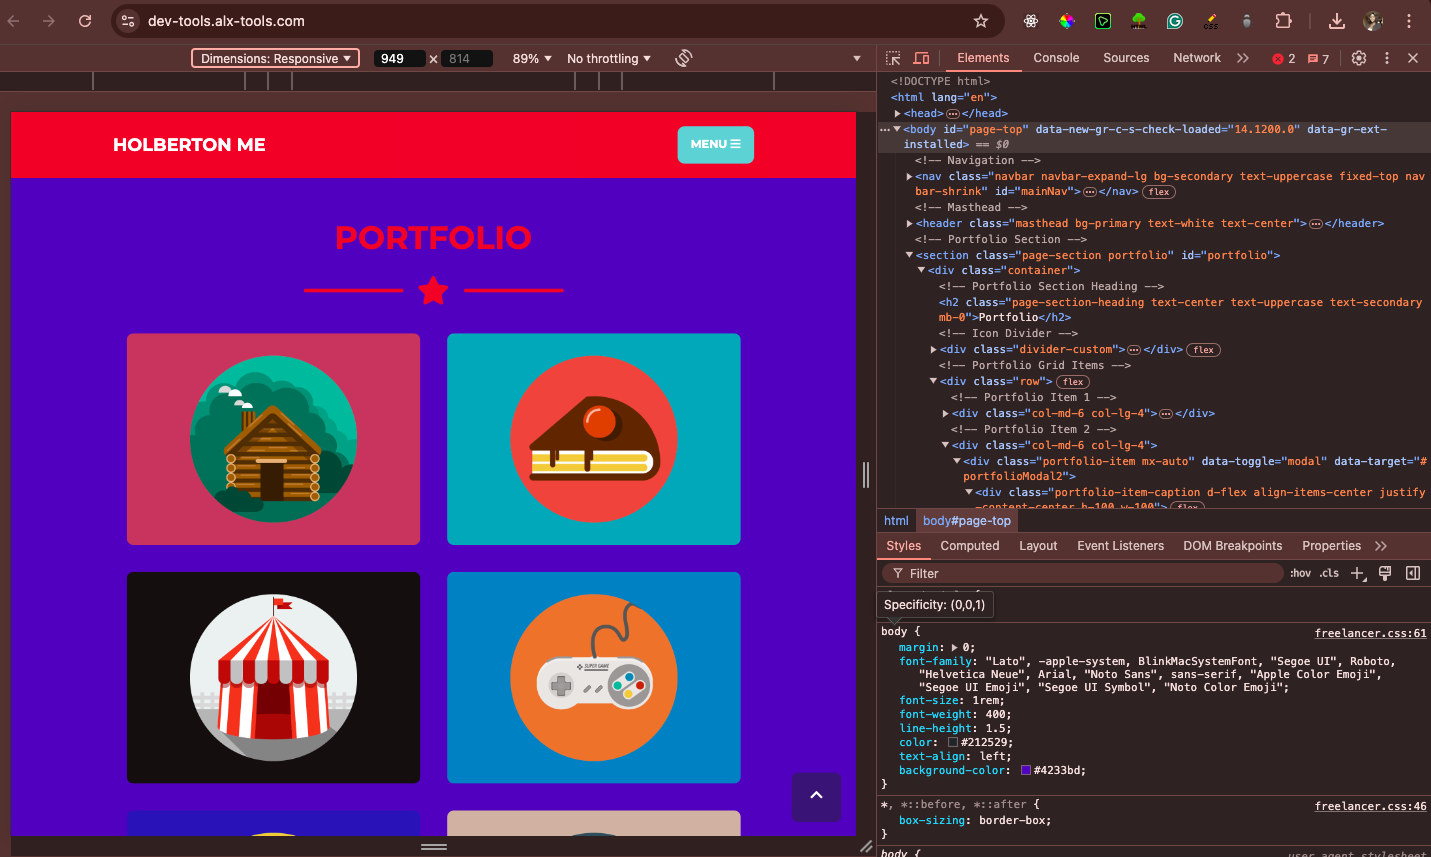 dev-tools.alx-tools.com
Dimensions: Responsive ▾ 949 × 814 89% ▾ No throttling ▾
Elements Console Sources Network 2 7
HOLBERTON ME
MENU
PORTFOLIO
SUPER GAME
<!DOCTYPE html>
<html lang="en">
<head> ⋯ </head>
<body id="page-top" data-new-gr-c-s-check-loaded="14.1200.0" data-gr-ext-
installed> == $0
<!-- Navigation -->
<nav class="navbar navbar-expand-lg bg-secondary text-uppercase fixed-top nav
bar-shrink" id="mainNav"> ⋯ </nav> flex
<!-- Masthead -->
<header class="masthead bg-primary text-white text-center"> ⋯ </header>
<!-- Portfolio Section -->
<section class="page-section portfolio" id="portfolio">
<div class="container">
<!-- Portfolio Section Heading -->
<h2 class="page-section-heading text-center text-uppercase text-secondary
mb-0">Portfolio</h2>
<!-- Icon Divider -->
<div class="divider-custom"> ⋯ </div> flex
<!-- Portfolio Grid Items -->
<div class="row"> flex
<!-- Portfolio Item 1 -->
<div class="col-md-6 col-lg-4"> ⋯ </div>
<!-- Portfolio Item 2 -->
<div class="col-md-6 col-lg-4">
<div class="portfolio-item mx-auto" data-toggle="modal" data-target="#
portfolioModal2">
<div class="portfolio-item-caption d-flex align-items-center justify
-content-center h-100 w-100"> flex
html body#page-top
Styles Computed Layout Event Listeners DOM Breakpoints Properties
Filter :hov .cls
Specificity: (0,0,1)
body { freelancer.css:61
margin: 0;
font-family: "Lato", -apple-system, BlinkMacSystemFont, "Segoe UI", Roboto,
"Helvetica Neue", Arial, "Noto Sans", sans-serif, "Apple Color Emoji",
"Segoe UI Emoji", "Segoe UI Symbol", "Noto Color Emoji";
font-size: 1rem;
font-weight: 400;
line-height: 1.5;
color: #212529;
text-align: left;
background-color: #4233bd;
}
*, *::before, *::after { freelancer.css:46
box-sizing: border-box;
}
body { user agent stylesheet